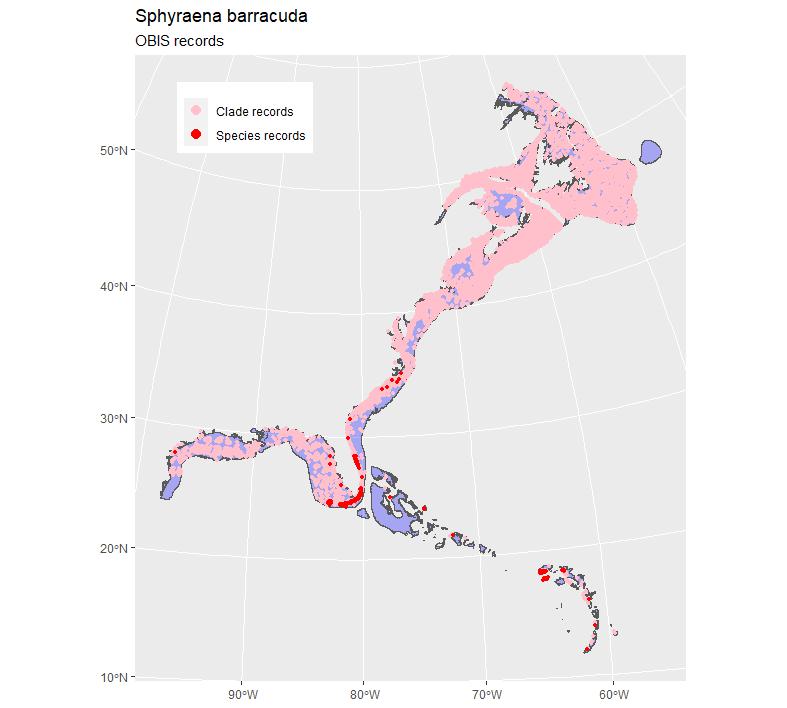 Sphyraena barracuda
OBIS records
Clade records
Species records
50°N
40°N
30°N
20°N
10°N
90°W
80°W
70°W
60°W